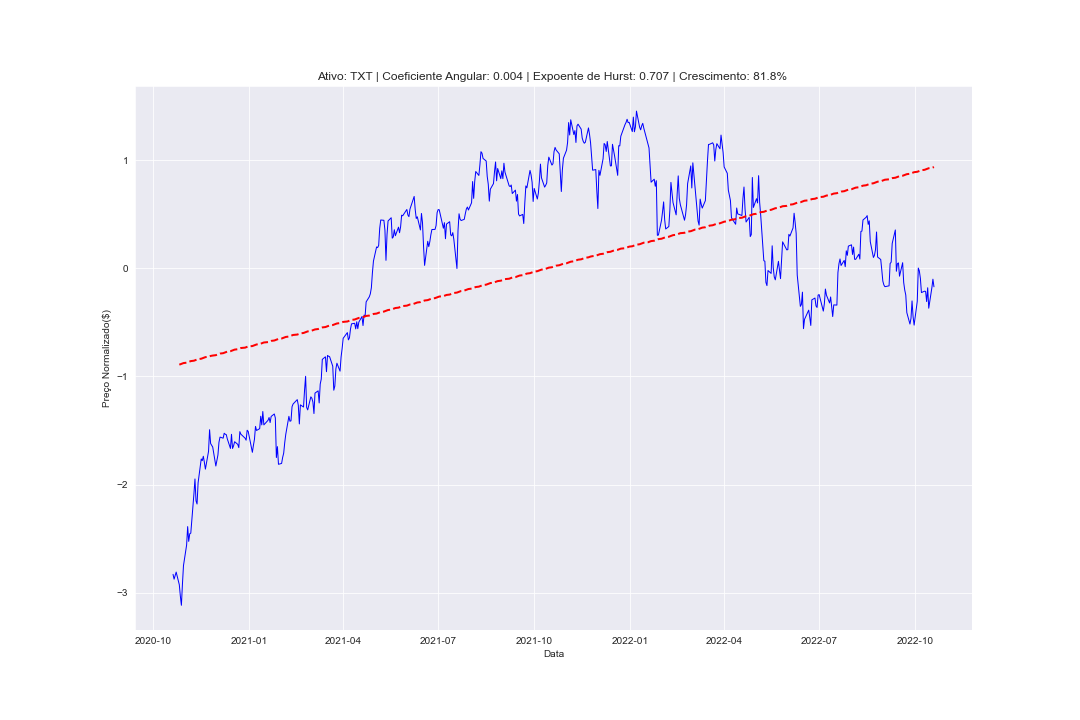 Ativo: TXT | Coeficiente Angular: 0.004 | Expoente de Hurst: 0.707 | Crescimento: 81.8%
Preço Normalizado($)
1
0
−1
−2
−3
2020-10 2021-01 2021-04 2021-07 2021-10 2022-01 2022-04 2022-07 2022-10
Data